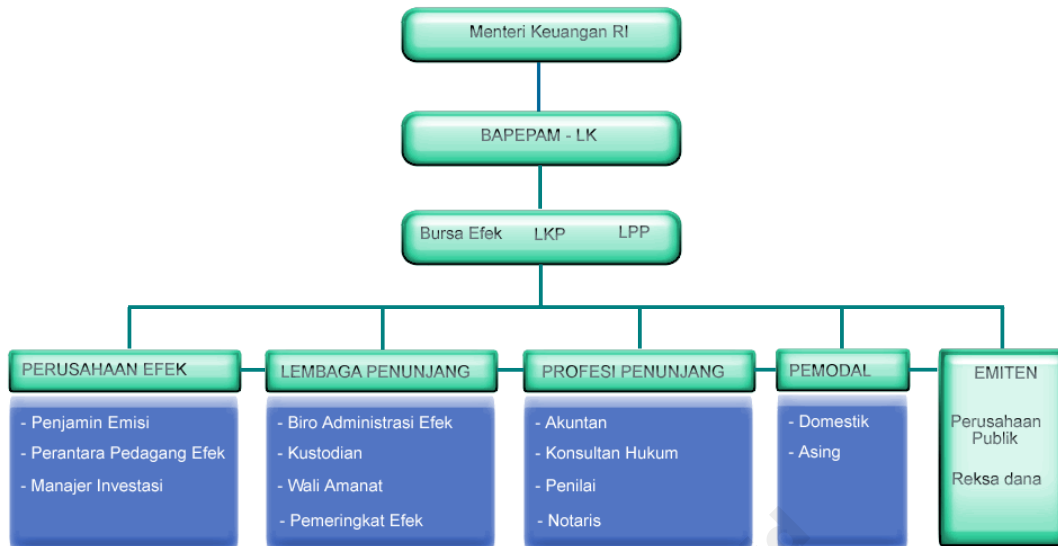 Menteri Keuangan RI
BAPEPAM - LK
Bursa Efek LKP LPP
PERUSAHAAN EFEK
- Penjamin Emisi
- Perantara Pedagang Efek
- Manajer Investasi
LEMBAGA PENUNJANG
- Biro Administrasi Efek
- Kustodian
- Wali Amanat
- Pemeringkat Efek
PROFESI PENUNJANG
- Akuntan
- Konsultan Hukum
- Penilai
- Notaris
PEMODAL
- Domestik
- Asing
EMITEN
Perusahaan
Publik
Reksa dana